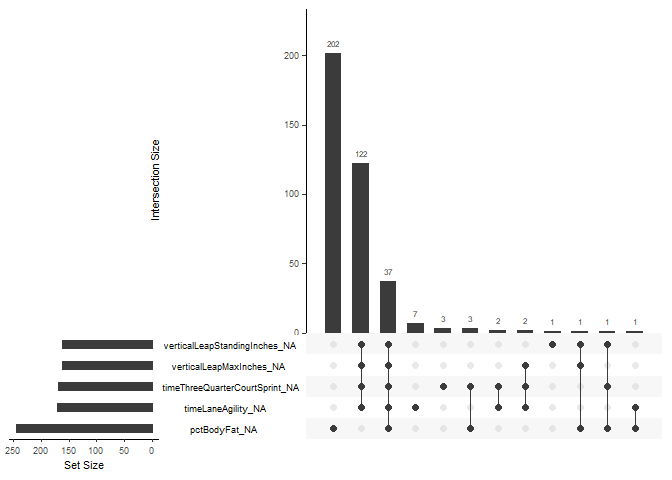 202
200
150
122
100
50
37
7
3
3
2
2
1
1
1
1
0
Intersection Size
verticalLeapStandingInches_NA
verticalLeapMaxInches_NA
timeThreeQuarterCourtSprint_NA
timeLaneAgility_NA
pctBodyFat_NA
250 200 150 100 50 0
Set Size